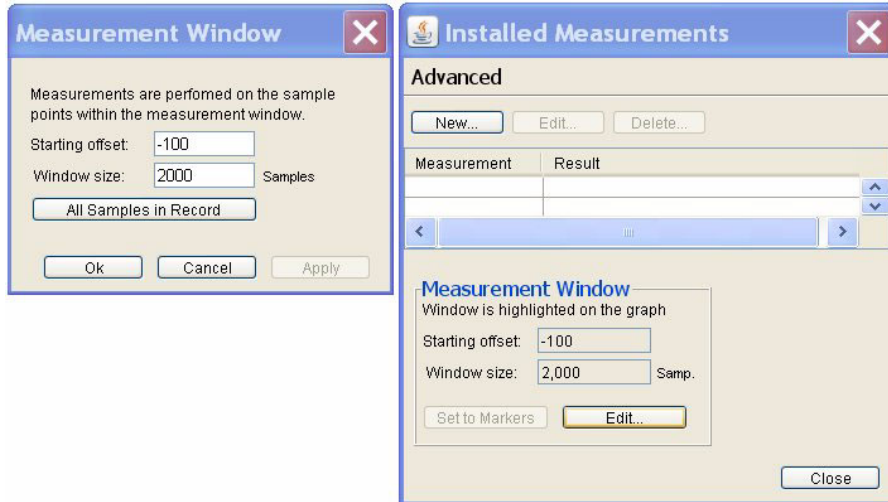 Measurement Window
Measurements are perfomed on the sample
points within the measurement window.
Starting offset: -100
Window size: 2000 Samples
All Samples in Record
Ok Cancel Apply
Installed Measurements
Advanced
New... Edit... Delete...
Measurement Result
Measurement Window
Window is highlighted on the graph
Starting offset: -100
Window size: 2,000 Samp.
Set to Markers Edit...
Close